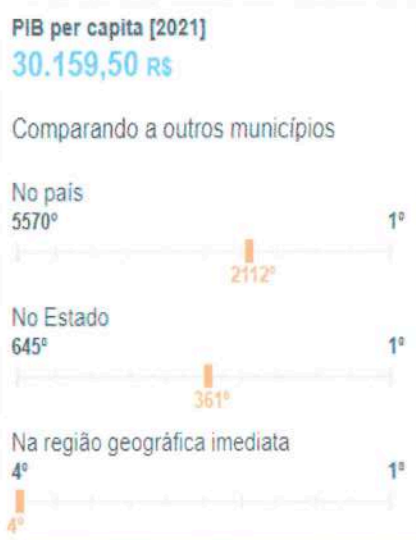 PIB per capita [2021]
30.159,50 R$
Comparando a outros municípios
No país
5570º 1º
2112º
No Estado
645º 1º
361º
Na região geográfica imediata
4º 1º
4º